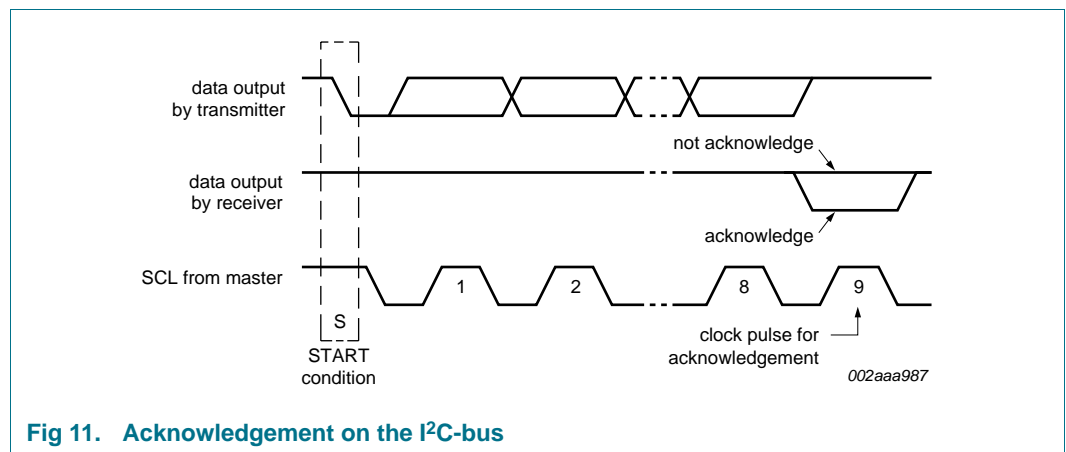 data output
by transmitter
not acknowledge
data output
by receiver
acknowledge
SCL from master
1
2
8
9
S
START
condition
clock pulse for
acknowledgement
002aaa987
Fig 11. Acknowledgement on the I²C-bus